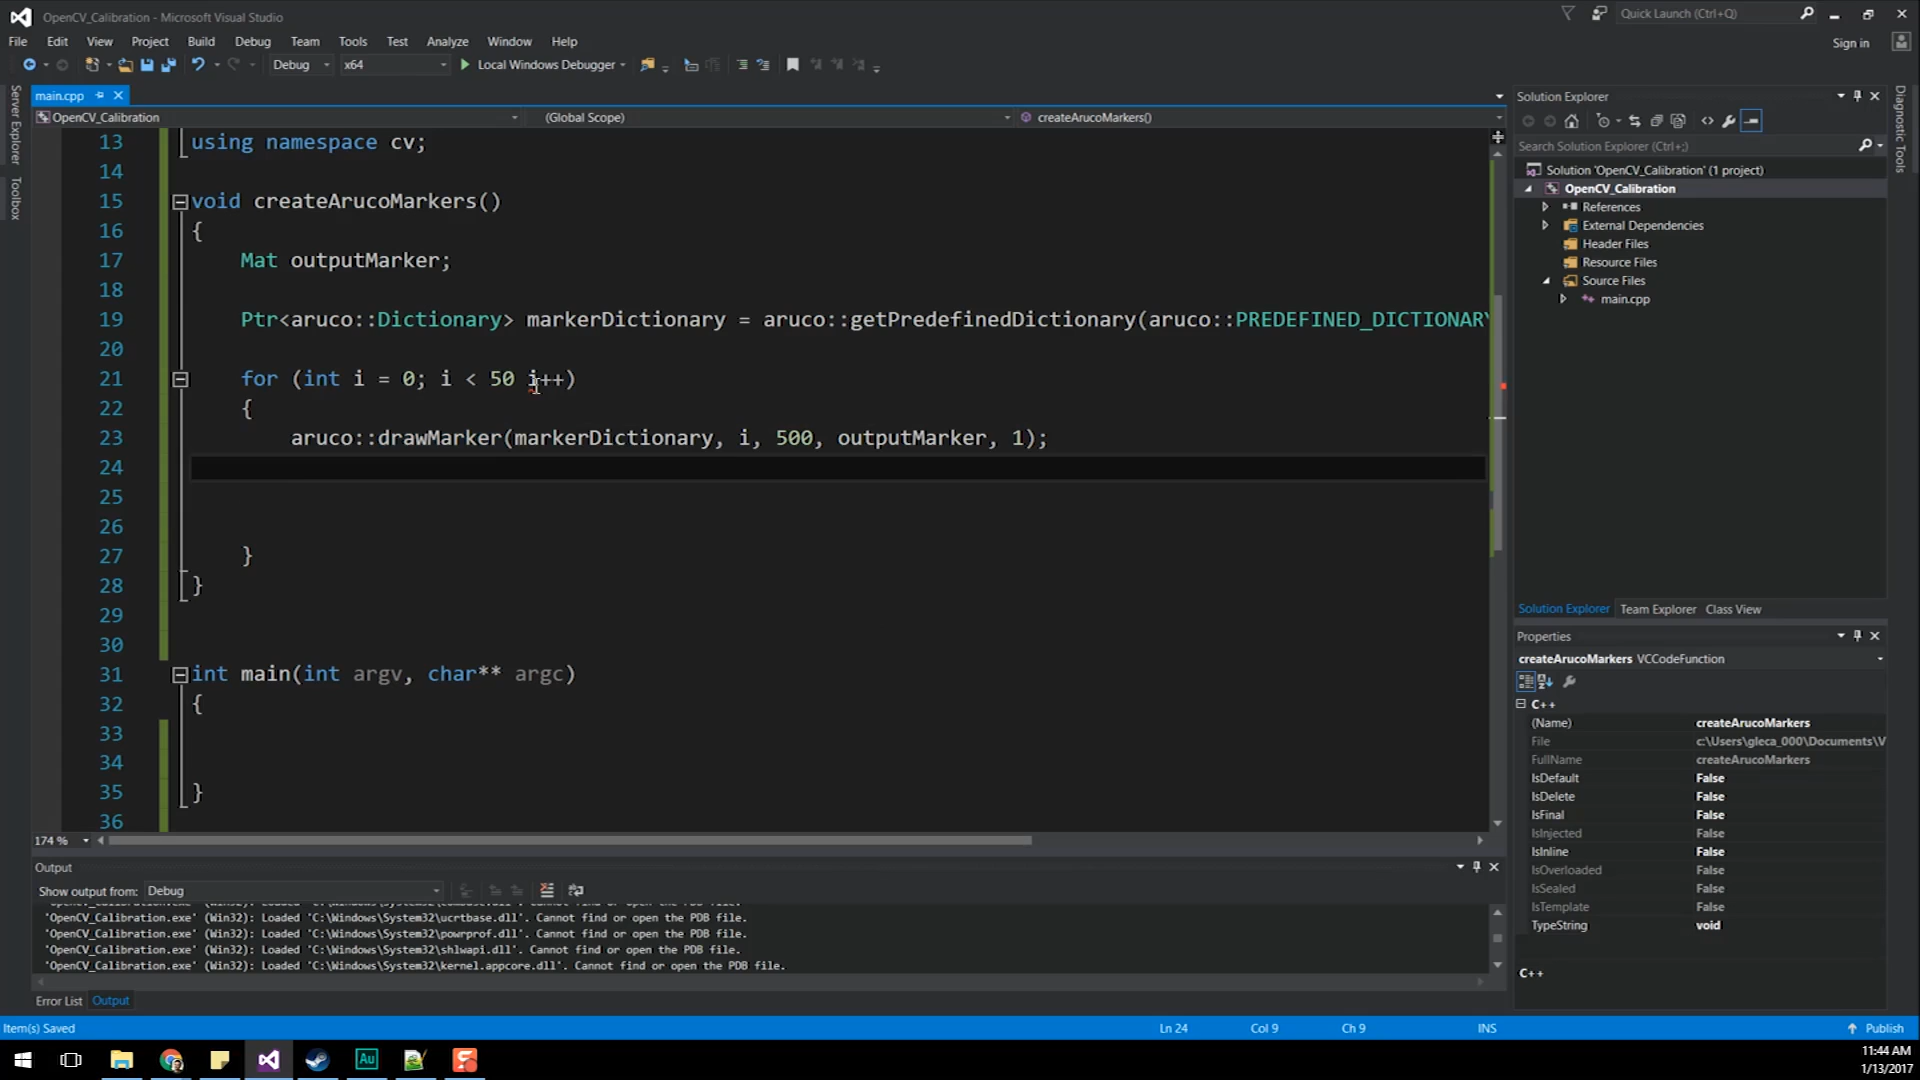 OpenCV_Calibration - Microsoft Visual Studio
Quick Launch (Ctrl+Q)
File Edit View Project Build Debug Team Tools Test Analyze Window Help
Sign in
Debug x64 Local Windows Debugger
Server Explorer
Toolbox
main.cpp
OpenCV_Calibration (Global Scope) createArucoMarkers()
13 using namespace cv;
14
15 void createArucoMarkers()
16 {
17 Mat outputMarker;
18
19 Ptr<aruco::Dictionary> markerDictionary = aruco::getPredefinedDictionary(aruco::PREDEFINED_DICTIONARY
20
21 for (int i = 0; i < 50 i++)
22 {
23 aruco::drawMarker(markerDictionary, i, 500, outputMarker, 1);
24
25
26
27 }
28 }
29
30
31 int main(int argv, char** argc)
32 {
33
34
35 }
36
174 %
Output
Show output from: Debug
'OpenCV_Calibration.exe' (Win32): Loaded 'C:\Windows\System32\ucrtbase.dll'. Cannot find or open the PDB file.
'OpenCV_Calibration.exe' (Win32): Loaded 'C:\Windows\System32\powrprof.dll'. Cannot find or open the PDB file.
'OpenCV_Calibration.exe' (Win32): Loaded 'C:\Windows\System32\shlwapi.dll'. Cannot find or open the PDB file.
'OpenCV_Calibration.exe' (Win32): Loaded 'C:\Windows\System32\kernel.appcore.dll'. Cannot find or open the PDB file.
Error List Output
Solution Explorer
Search Solution Explorer (Ctrl+;)
Solution 'OpenCV_Calibration' (1 project)
OpenCV_Calibration
References
External Dependencies
Header Files
Resource Files
Source Files
main.cpp
Solution Explorer Team Explorer Class View
Properties
createArucoMarkers VCCodeFunction
C++
(Name) createArucoMarkers
File c:\Users\gleca_000\Documents\V
FullName createArucoMarkers
IsDefault False
IsDelete False
IsFinal False
IsInjected False
IsInline False
IsOverloaded False
IsSealed False
IsTemplate False
TypeString void
C++
Diagnostic Tools
Item(s) Saved Ln 24 Col 9 Ch 9 INS Publish
Au
11:44 AM
1/13/2017